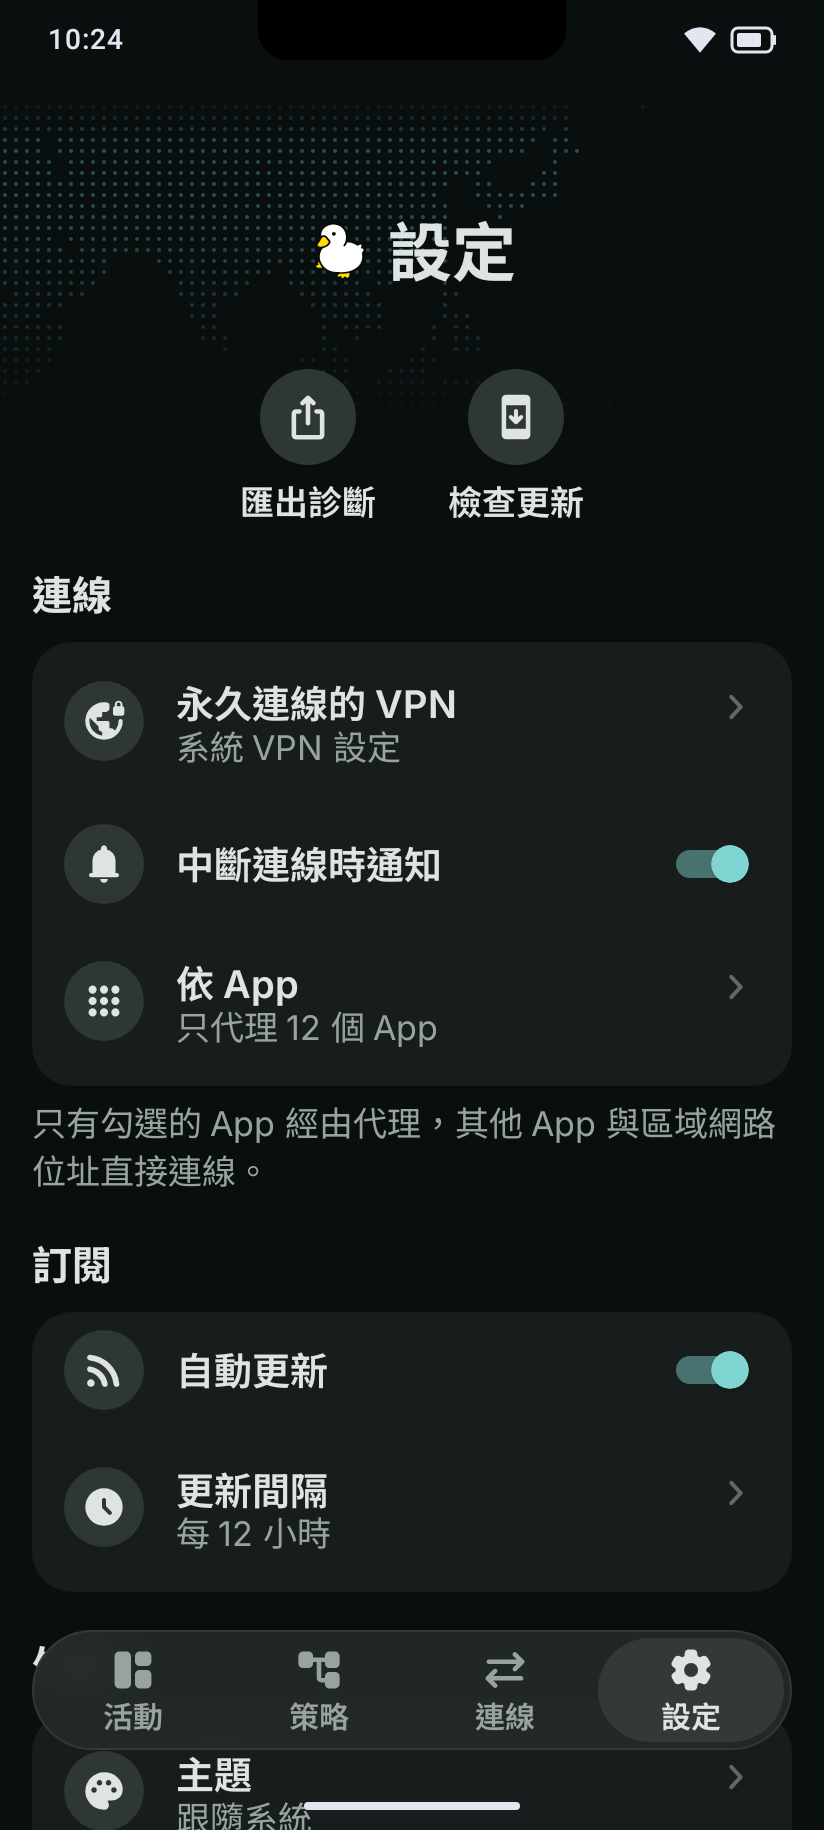 10:24
設定
匯出診斷
檢查更新
連線
永久連線的 VPN
系統 VPN 設定
中斷連線時通知
依 App
只代理 12 個 App
只有勾選的 App 經由代理，其他 App 與區域網路
位址直接連線。
訂閱
自動更新
更新間隔
每 12 小時
活動
策略
連線
設定
主題
跟隨系統